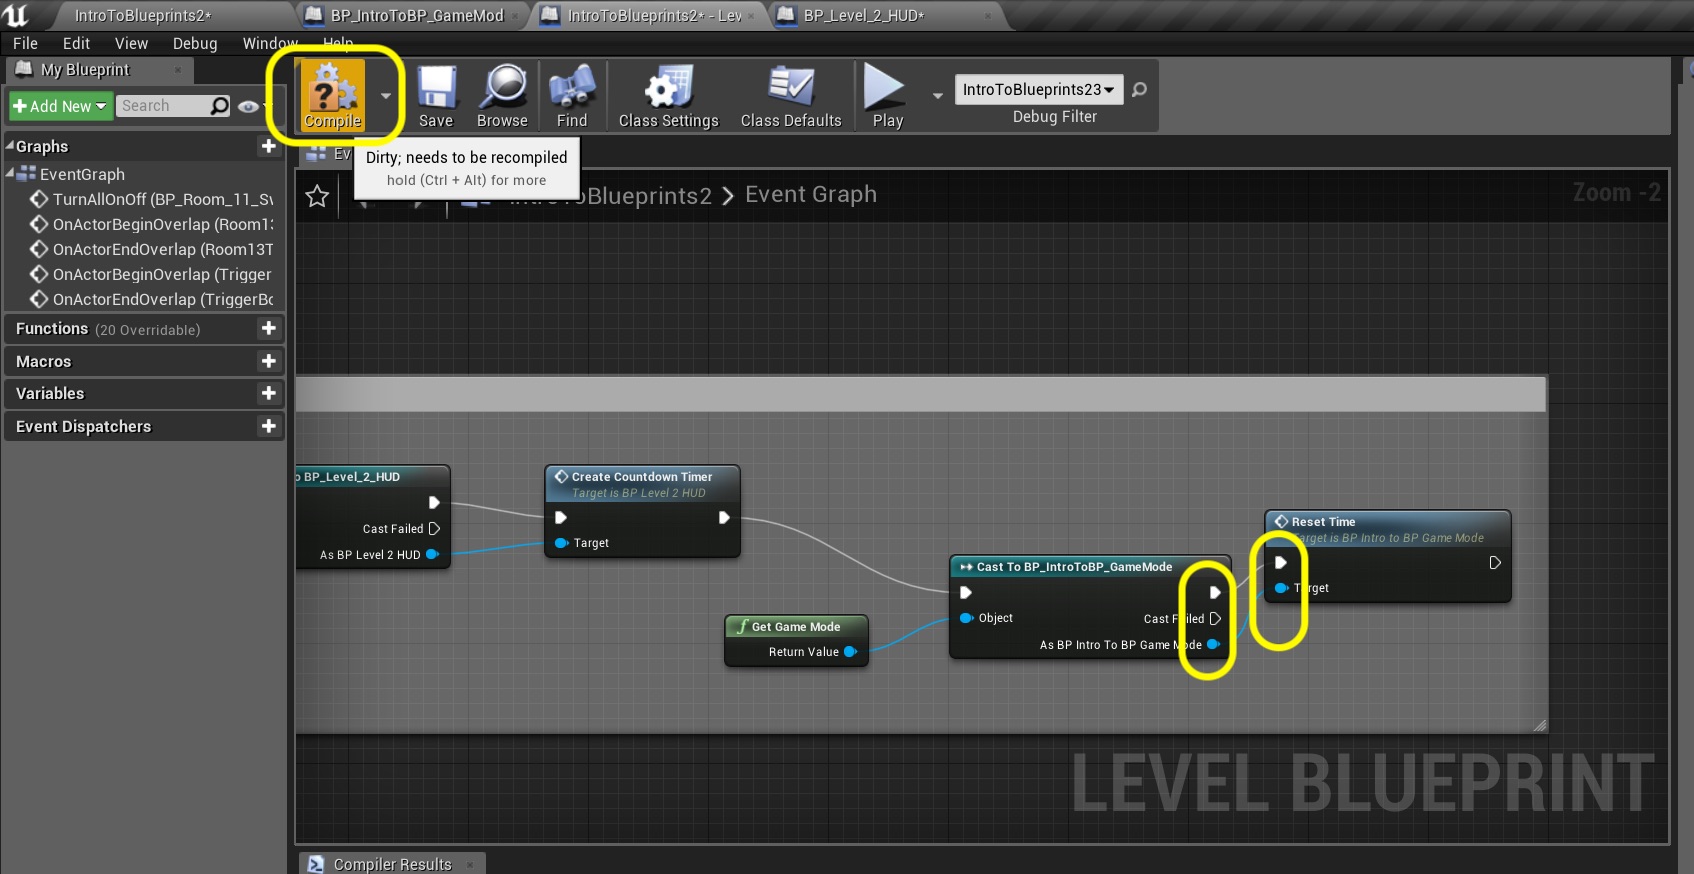 IntroToBlueprints2*
BP_IntroToBP_GameMod
IntroToBlueprints2* - Lev
BP_Level_2_HUD*
File Edit View Debug Window Help
My Blueprint
Add New
Search
Compile
Save
Browse
Find
Class Settings
Class Defaults
Play
IntroToBlueprints23
Debug Filter
Dirty; needs to be recompiled
hold (Ctrl + Alt) for more
Graphs
EventGraph
TurnAllOnOff (BP_Room_11_Sv
OnActorBeginOverlap (Room13
OnActorEndOverlap (Room13T
OnActorBeginOverlap (Trigger
OnActorEndOverlap (TriggerBo
Functions (20 Overridable)
Macros
Variables
Event Dispatchers
Ev
IntroToBlueprints2 > Event Graph
Zoom -2
o BP_Level_2_HUD
Cast Failed
As BP Level 2 HUD
Create Countdown Timer
Target is BP Level 2 HUD
Target
Get Game Mode
Return Value
Cast To BP_IntroToBP_GameMode
Object
Cast Failed
As BP Intro To BP Game Mode
Reset Time
Target is BP Intro to BP Game Mode
Target
LEVEL BLUEPRINT
Compiler Results